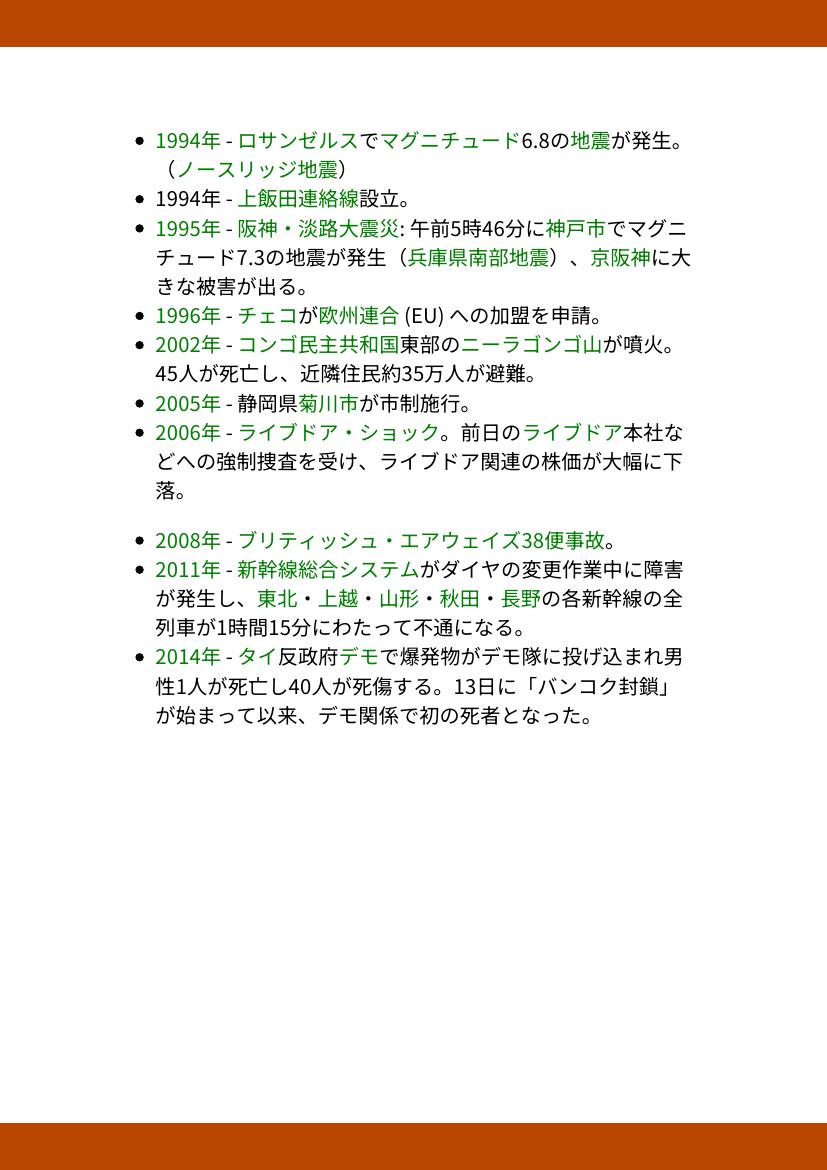 • 1994年 - ロサンゼルスでマグニチュード6.8の地震が発生。
（ノースリッジ地震）
• 1994年 - 上飯田連絡線設立。
• 1995年 - 阪神・淡路大震災: 午前5時46分に神戸市でマグニ
チュード7.3の地震が発生（兵庫県南部地震）、京阪神に大
きな被害が出る。
• 1996年 - チェコが欧州連合 (EU) への加盟を申請。
• 2002年 - コンゴ民主共和国東部のニーラゴンゴ山が噴火。
45人が死亡し、近隣住民約35万人が避難。
• 2005年 - 静岡県菊川市が市制施行。
• 2006年 - ライブドア・ショック。前日のライブドア本社な
どへの強制捜査を受け、ライブドア関連の株価が大幅に下
落。
• 2008年 - ブリティッシュ・エアウェイズ38便事故。
• 2011年 - 新幹線総合システムがダイヤの変更作業中に障害
が発生し、東北・上越・山形・秋田・長野の各新幹線の全
列車が1時間15分にわたって不通になる。
• 2014年 - タイ反政府デモで爆発物がデモ隊に投げ込まれ男
性1人が死亡し40人が死傷する。13日に「バンコク封鎖」
が始まって以来、デモ関係で初の死者となった。